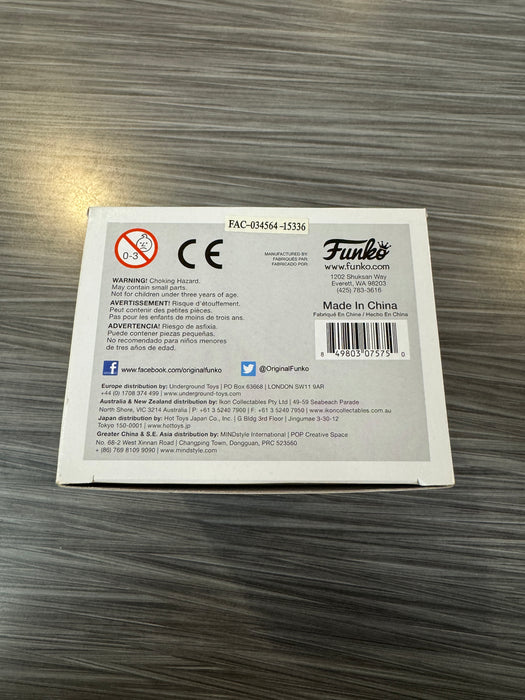 FAC-034564-15336
0-3
CE
MANUFACTURED BY:
FABRIQUÉS PAR:
FABRICADO POR:
Funko
www.funko.com
1202 Shuksan Way
Everett, WA 98203
(425) 783-3616
WARNING! Choking Hazard.
May contain small parts.
Not for children under three years of age.
AVERTISSEMENT! Risque d'étouffement.
Peut contenir des petites pièces.
Pas pour les enfants de moins de trois ans.
ADVERTENCIA! Riesgo de asfixia.
Puede contener piezas pequeñas.
No recomendado para niños menores
de tres años de edad.
Made In China
Fabriqué En China / Hecho En China
8 49803 07575 0
f www.facebook.com/originalfunko
@OriginalFunko
Europe distribution by: Underground Toys | PO Box 63668 | LONDON SW11 9AR
+44 (0) 1708 374 499 | www.underground-toys.com
Australia & New Zealand distribution by: Ikon Collectables Pty Ltd | 49-59 Seabeach Parade
North Shore, VIC 3214 Australia | P: +61 3 5240 7900 | F: +61 3 5240 7950 | www.ikoncollectables.com.au
Japan distribution by: Hot Toys Japan Co., Inc. | G Bldg 3rd Floor | Jingumae 3-30-12
Tokyo 150-0001 | www.hottoys.jp
Greater China & S.E. Asia distribution by: MINDstyle International | POP Creative Space
No. 68-2 West Xinnan Road | Changping Town, Dongguan, PRC 523560
+ (86) 769 8109 9090 | www.mindstyle.com